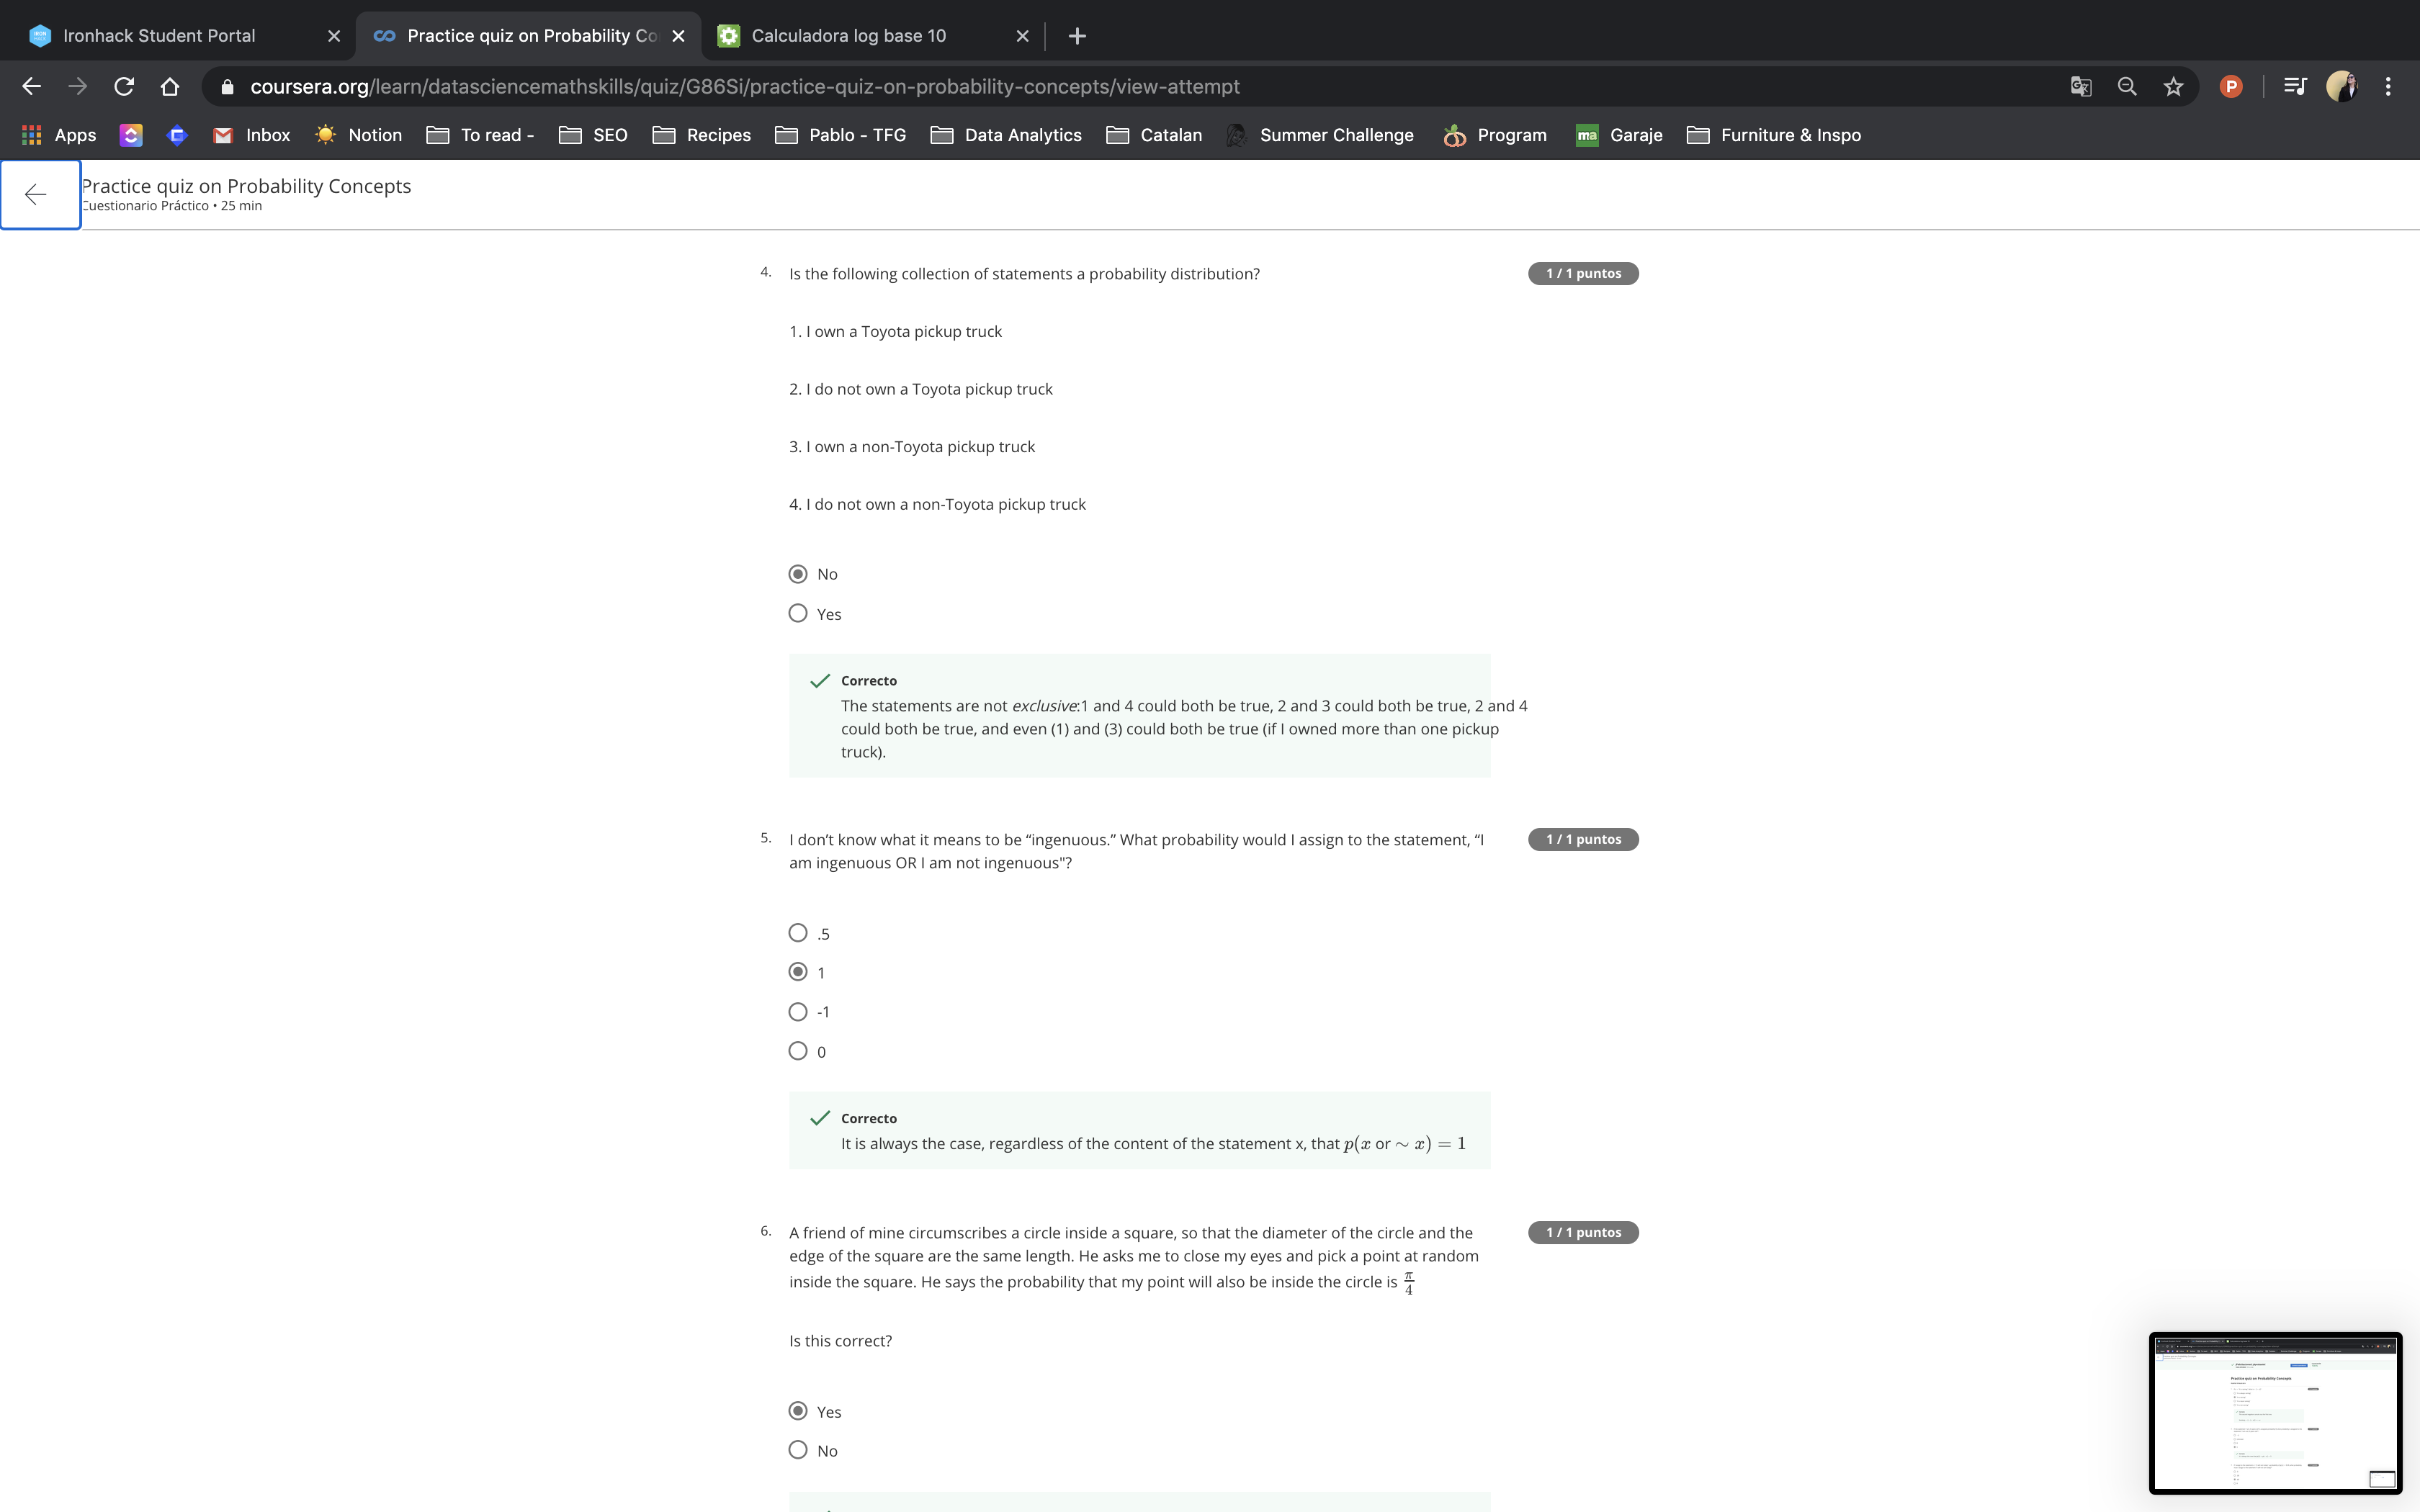 Ironhack Student Portal
Practice quiz on Probability Co
Calculadora log base 10
coursera.org/learn/datasciencemathskills/quiz/G86Si/practice-quiz-on-probability-concepts/view-attempt
P
Apps
Inbox
Notion
To read -
SEO
Recipes
Pablo - TFG
Data Analytics
Catalan
Summer Challenge
Program
ma Garaje
Furniture & Inspo
Practice quiz on Probability Concepts
Cuestionario Práctico • 25 min
4. Is the following collection of statements a probability distribution?
1 / 1 puntos
1. I own a Toyota pickup truck
2. I do not own a Toyota pickup truck
3. I own a non-Toyota pickup truck
4. I do not own a non-Toyota pickup truck
No
Yes
Correcto
The statements are not exclusive:1 and 4 could both be true, 2 and 3 could both be true, 2 and 4
could both be true, and even (1) and (3) could both be true (if I owned more than one pickup
truck).
5. I don’t know what it means to be “ingenuous.” What probability would I assign to the statement, “I
1 / 1 puntos
am ingenuous OR I am not ingenuous"?
.5
1
-1
0
Correcto
It is always the case, regardless of the content of the statement x, that p(x or ∼ x) = 1
6. A friend of mine circumscribes a circle inside a square, so that the diameter of the circle and the
1 / 1 puntos
edge of the square are the same length. He asks me to close my eyes and pick a point at random
inside the square. He says the probability that my point will also be inside the circle is π/4
Is this correct?
Yes
No